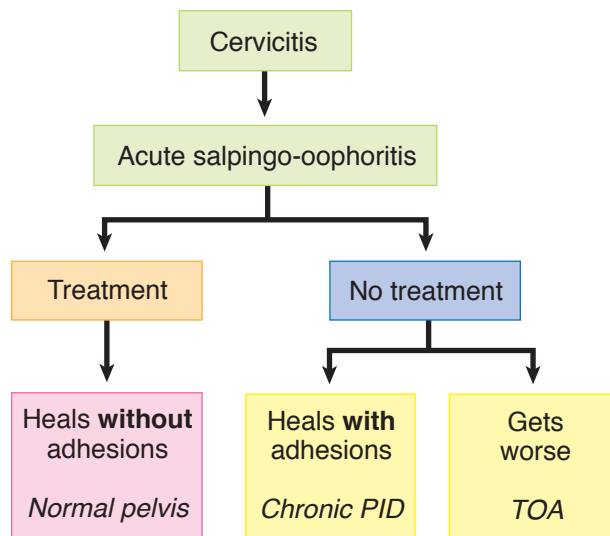 Cervicitis
Acute salpingo-oophoritis
Treatment
No treatment
Heals without
adhesions
Normal pelvis
Heals with
adhesions
Chronic PID
Gets
worse
TOA